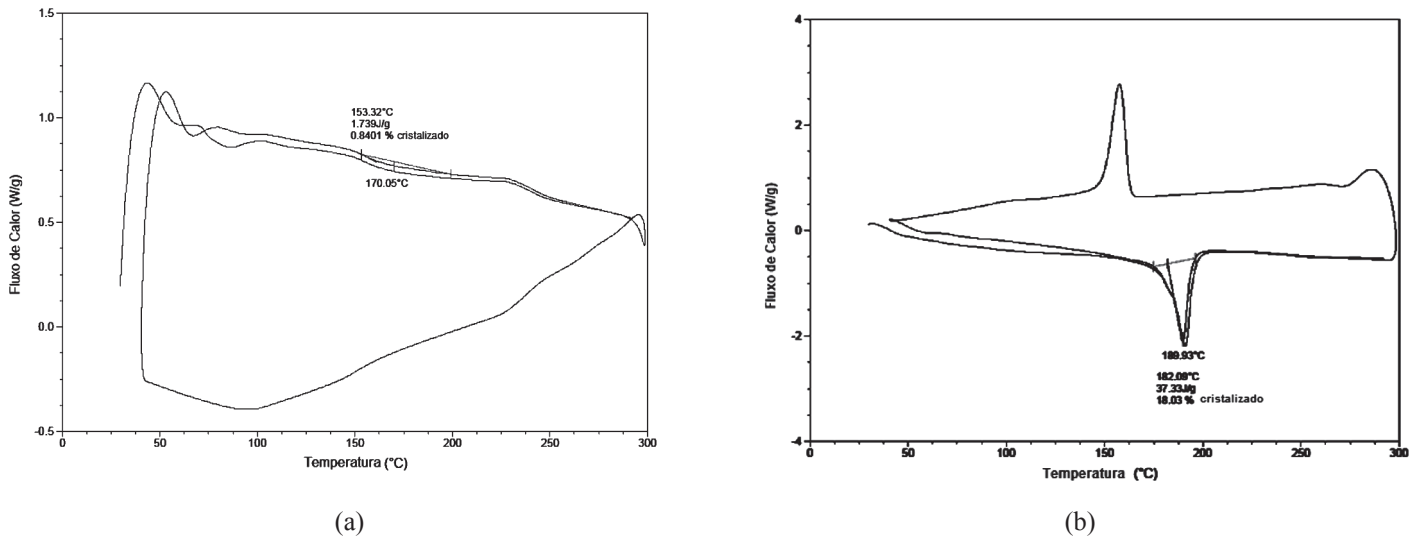 1.5
1.0
0.5
0.0
-0.5
0
50
100
150
200
250
300
Fluxo de Calor (W/g)
Temperatura (°C)
153.32°C
1.739J/g
0.8401 % cristalizado
170.05°C
(a)
4
2
0
-2
-4
0
50
100
150
200
250
300
Fluxo de Calor (W/g)
Temperatura (°C)
189.93°C
182.09°C
37.33J/g
18.03 % cristalizado
(b)